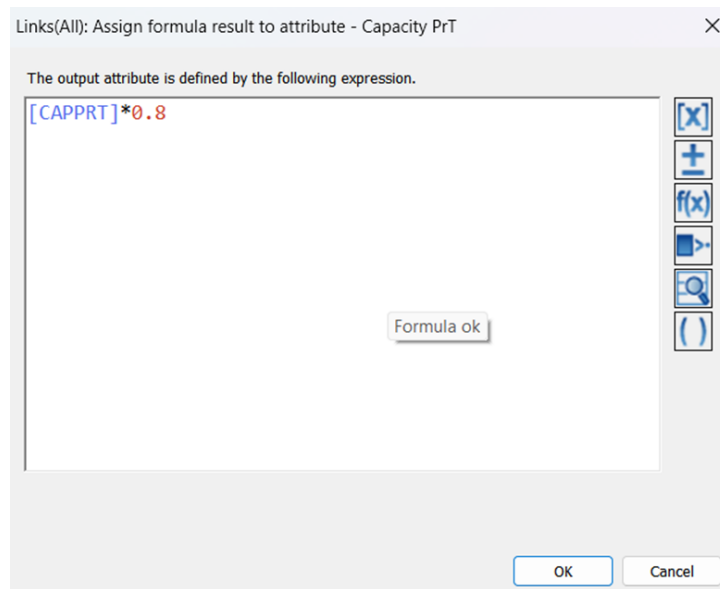 Links(All): Assign formula result to attribute - Capacity PrT
The output attribute is defined by the following expression.
[CAPPRT]*0.8
[x]
f(x)
( )
Formula ok
OK
Cancel